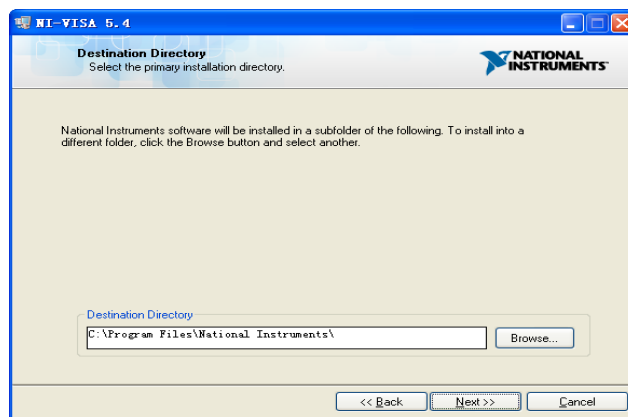 NI-VISA 5.4
Destination Directory
Select the primary installation directory.
NATIONAL
INSTRUMENTS
National Instruments software will be installed in a subfolder of the following. To install into a
different folder, click the Browse button and select another.
Destination Directory
C:\Program Files\National Instruments\
Browse...
<< Back
Next >>
Cancel